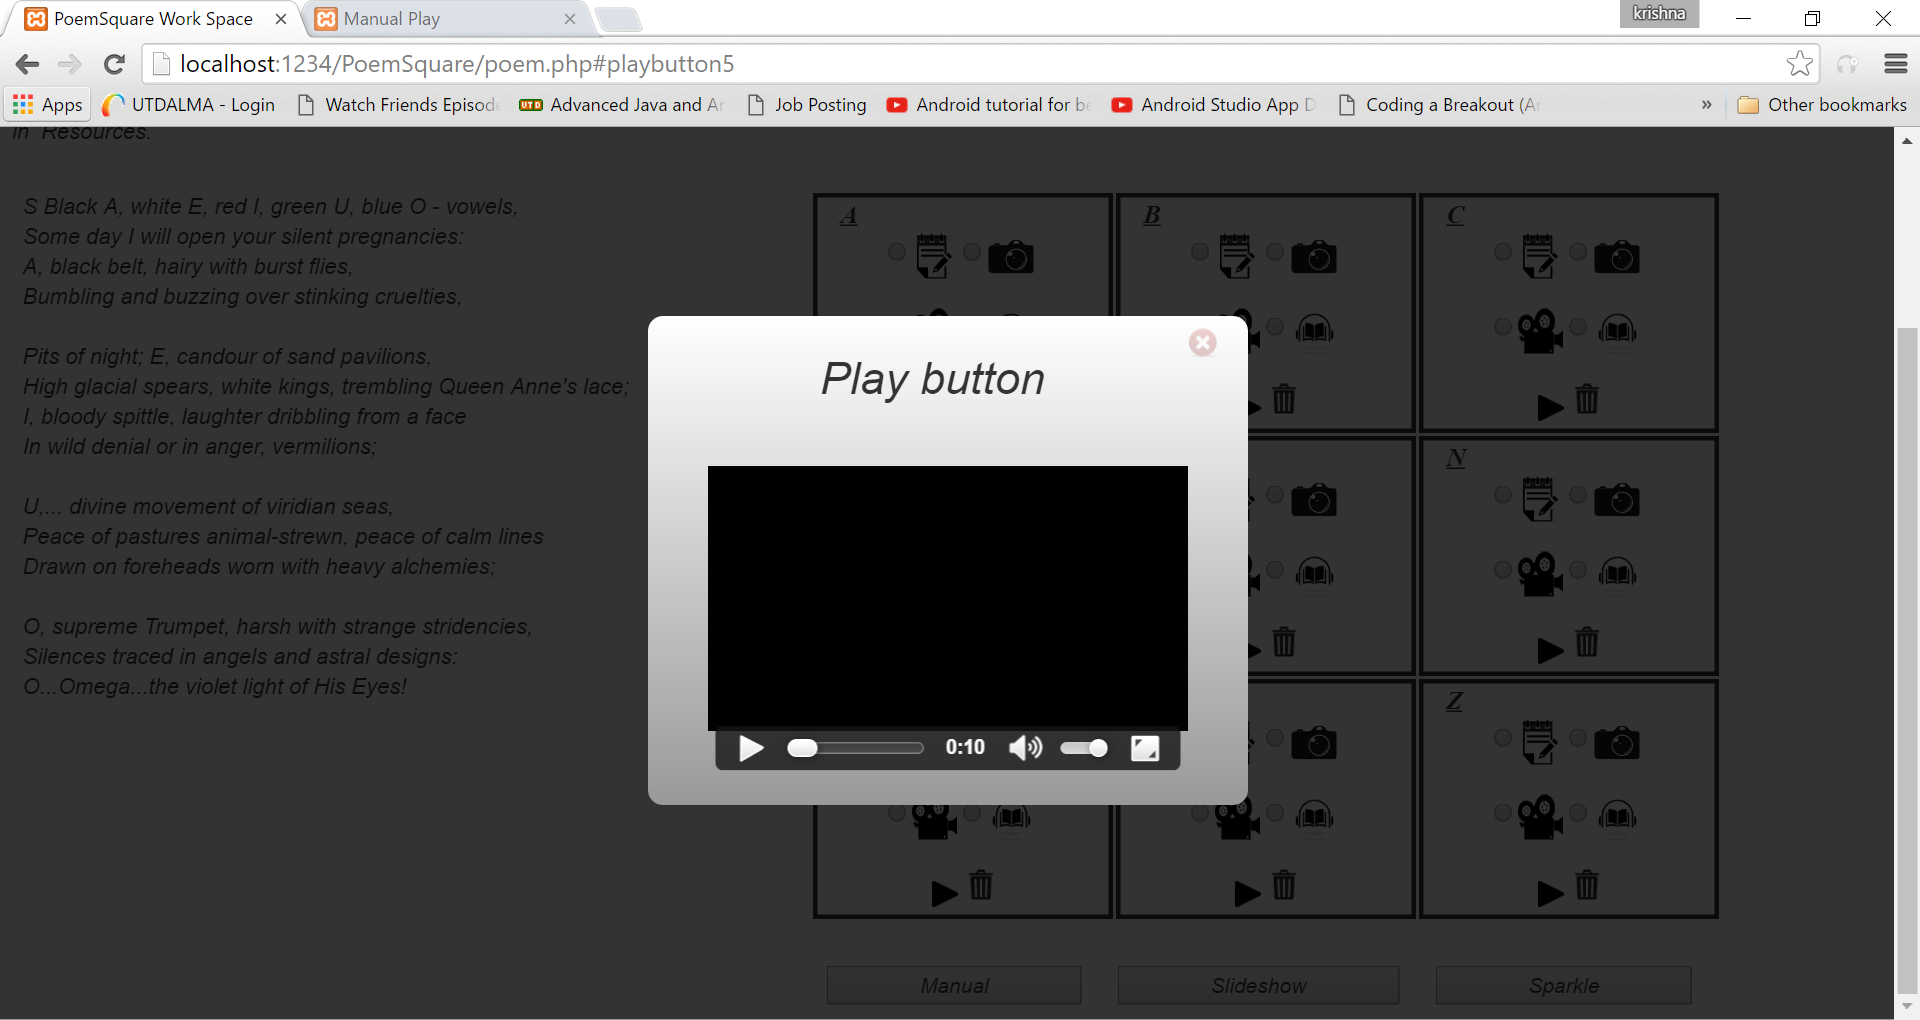 PoemSquare Work Space
Manual Play
krishna
localhost:1234/PoemSquare/poem.php#playbutton5
Apps
UTDALMA - Login
Watch Friends Episod
UTD
Advanced Java and Ar
Job Posting
Android tutorial for be
Android Studio App D
Coding a Breakout (Ar
»
Other bookmarks
in Resources.
S Black A, white E, red I, green U, blue O - vowels,
Some day I will open your silent pregnancies:
A, black belt, hairy with burst flies,
Bumbling and buzzing over stinking cruelties,
Pits of night; E, candour of sand pavilions,
High glacial spears, white kings, trembling Queen Anne's lace;
I, bloody spittle, laughter dribbling from a face
In wild denial or in anger, vermilions;
U,... divine movement of viridian seas,
Peace of pastures animal-strewn, peace of calm lines
Drawn on foreheads worn with heavy alchemies;
O, supreme Trumpet, harsh with strange stridencies,
Silences traced in angels and astral designs:
O...Omega...the violet light of His Eyes!
A
B
C
N
Z
Play button
0:10
Manual
Slideshow
Sparkle